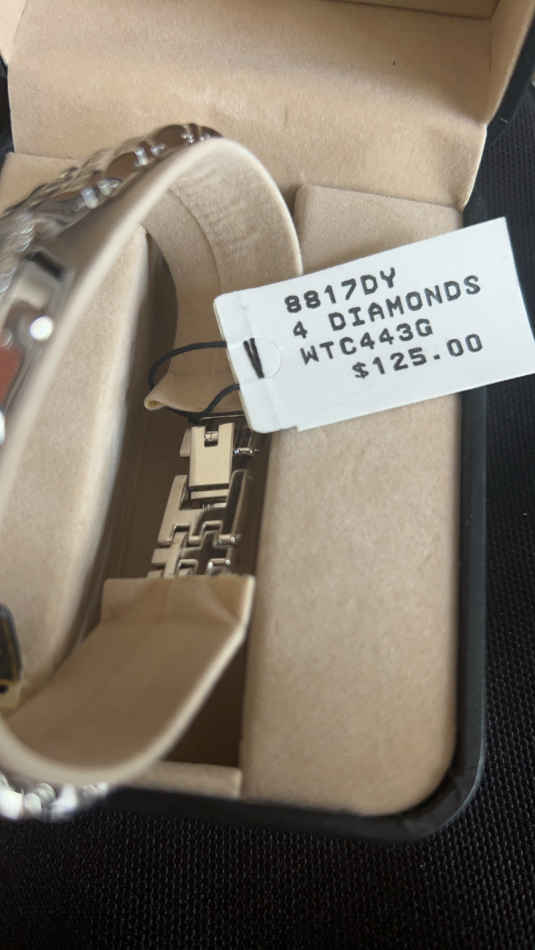 8817DY
4 DIAMONDS
WTC443G
$125.00